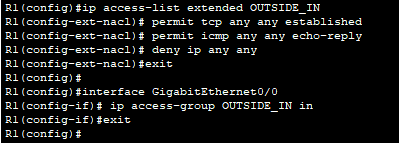 R1(config)#ip access-list extended OUTSIDE_IN
R1(config-ext-nacl)# permit tcp any any established
R1(config-ext-nacl)# permit icmp any any echo-reply
R1(config-ext-nacl)# deny ip any any
R1(config-ext-nacl)#exit
R1(config)#
R1(config)#interface GigabitEthernet0/0
R1(config-if)# ip access-group OUTSIDE_IN in
R1(config-if)#exit
R1(config)#